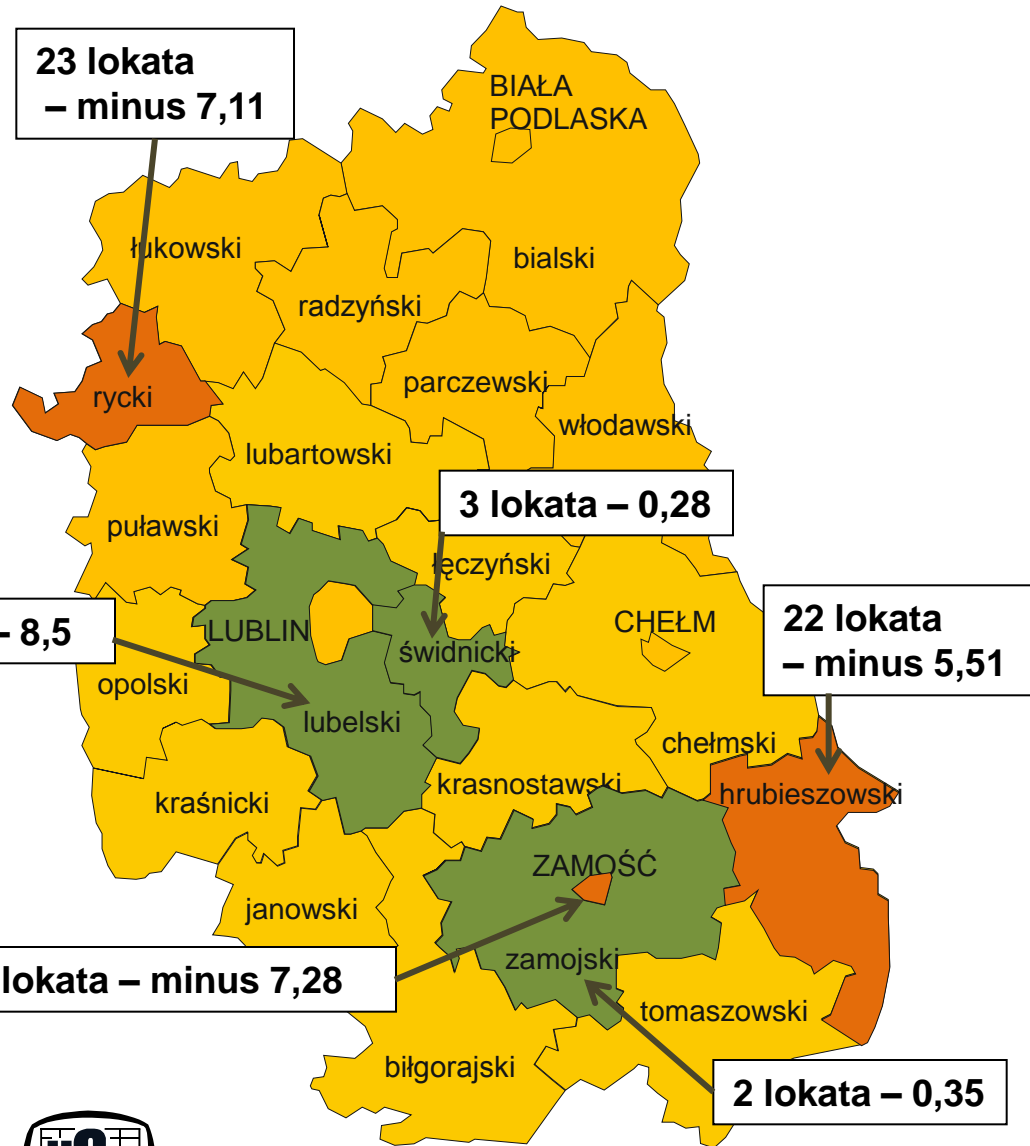 23 lokata
– minus 7,11
BIAŁA
PODLASKA
łukowski
bialski
radzyński
parczewski
rycki
włodawski
lubartowski
3 lokata – 0,28
puławski
łęczyński
– 8,5
LUBLIN
CHEŁM
22 lokata
– minus 5,51
świdnicki
opolski
lubelski
chełmski
krasnostawski
hrubieszowski
kraśnicki
ZAMOŚĆ
janowski
zamojski
lokata – minus 7,28
tomaszowski
biłgorajski
2 lokata – 0,35